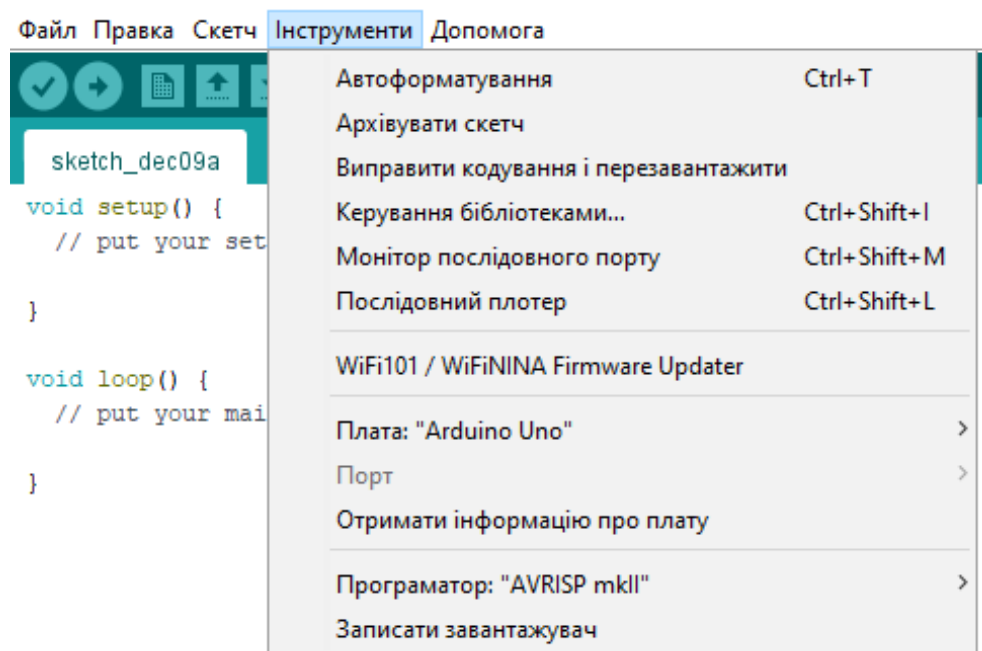 Файл Правка Скетч Інструменти Допомога
Автоформатування Ctrl+T
Архівувати скетч
sketch_dec09a
Виправити кодування і перезавантажити
void setup() {
Керування бібліотеками... Ctrl+Shift+I
// put your set
Монітор послідовного порту Ctrl+Shift+M
Послідовний плотер Ctrl+Shift+L
}
WiFi101 / WiFiNINA Firmware Updater
void loop() {
// put your mai
Плата: "Arduino Uno"
Порт
}
Отримати інформацію про плату
Програматор: "AVRISP mkII"
Записати завантажувач